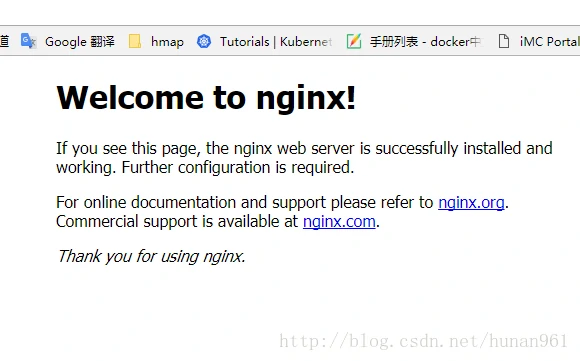 道 Google 翻译 hmap Tutorials | Kubernet 手册列表 - docker中 iMC Portal
Welcome to nginx!
If you see this page, the nginx web server is successfully installed and
working. Further configuration is required.
For online documentation and support please refer to nginx.org.
Commercial support is available at nginx.com.
Thank you for using nginx.
http://blog.csdn.net/hunan961